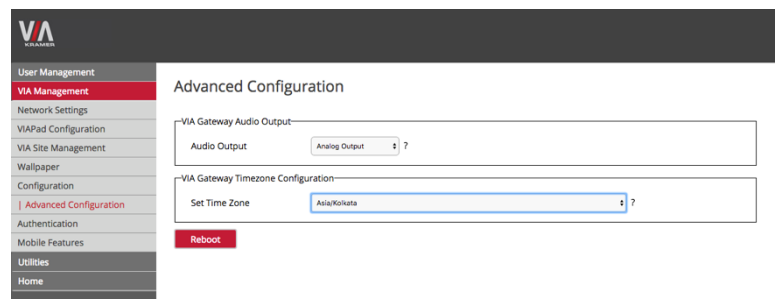 VIA
KRAMER
User Management
VIA Management
Network Settings
VIAPad Configuration
VIA Site Management
Wallpaper
Configuration
| Advanced Configuration
Authentication
Mobile Features
Utilities
Home
Advanced Configuration
VIA Gateway Audio Output
Audio Output Analog Output ?
VIA Gateway Timezone Configuration
Set Time Zone Asia/Kolkata ?
Reboot